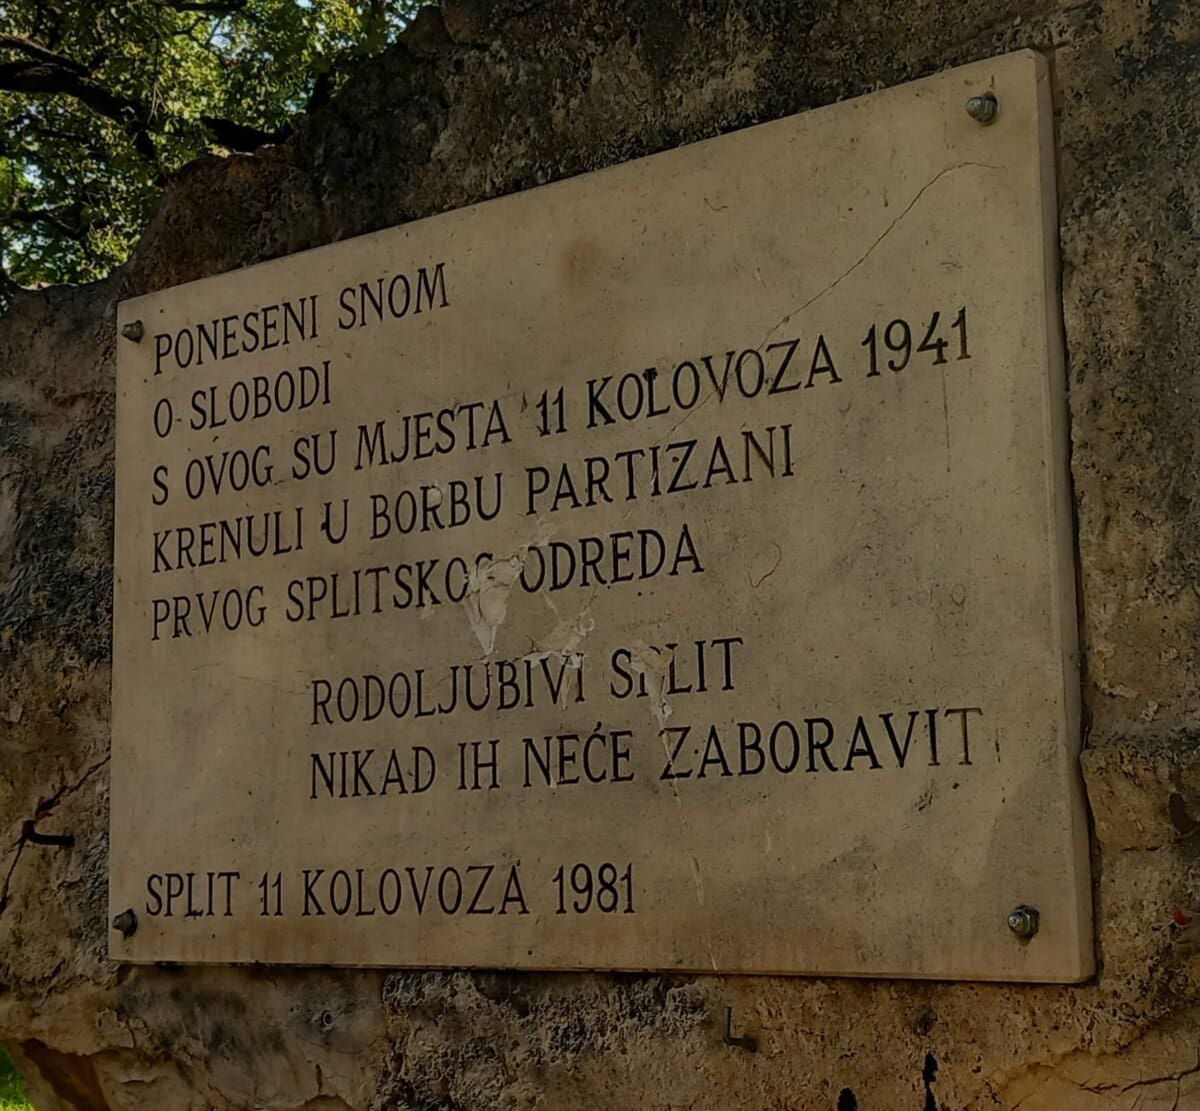 PONESENI SNOM
O SLOBODI
S OVOG SU MJESTA 11 KOLOVOZA 1941
KRENULI U BORBU PARTIZANI
PRVOG SPLITSKOG ODREDA
RODOLJUBIVI SPLIT
NIKAD IH NEĆE ZABORAVITI
SPLIT 11 KOLOVOZA 1981